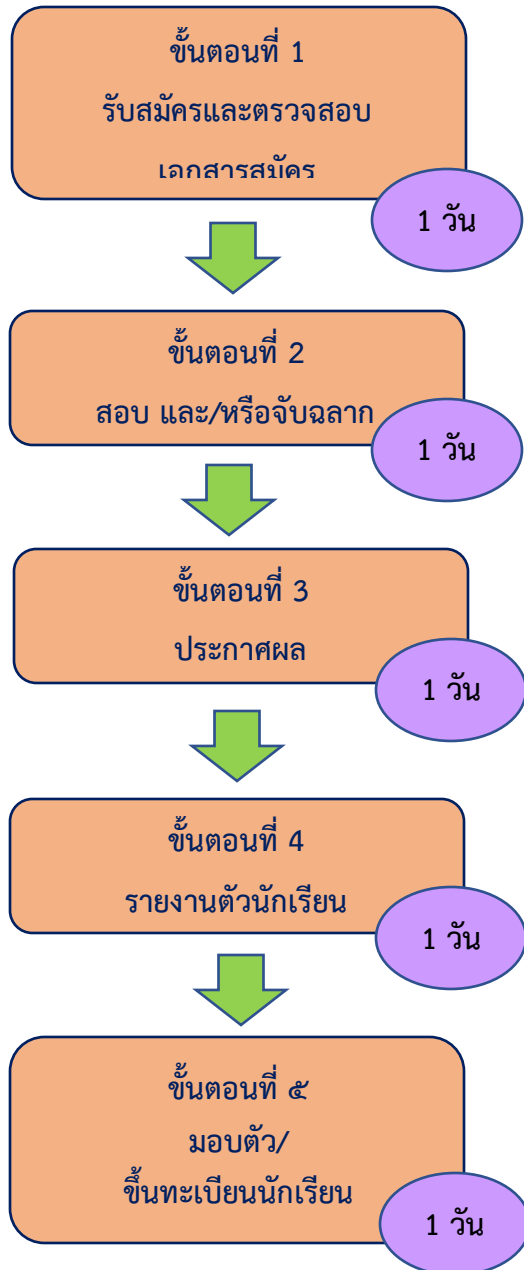 ขั้นตอนที่ 1
รับสมัครและตรวจสอบ
เอกสารสมัคร
1 วัน
ขั้นตอนที่ 2
สอบ และ/หรือจับฉลาก
1 วัน
ขั้นตอนที่ 3
ประกาศผล
1 วัน
ขั้นตอนที่ 4
รายงานตัวนักเรียน
1 วัน
ขั้นตอนที่ ๕
มอบตัว/
ขึ้นทะเบียนนักเรียน
1 วัน